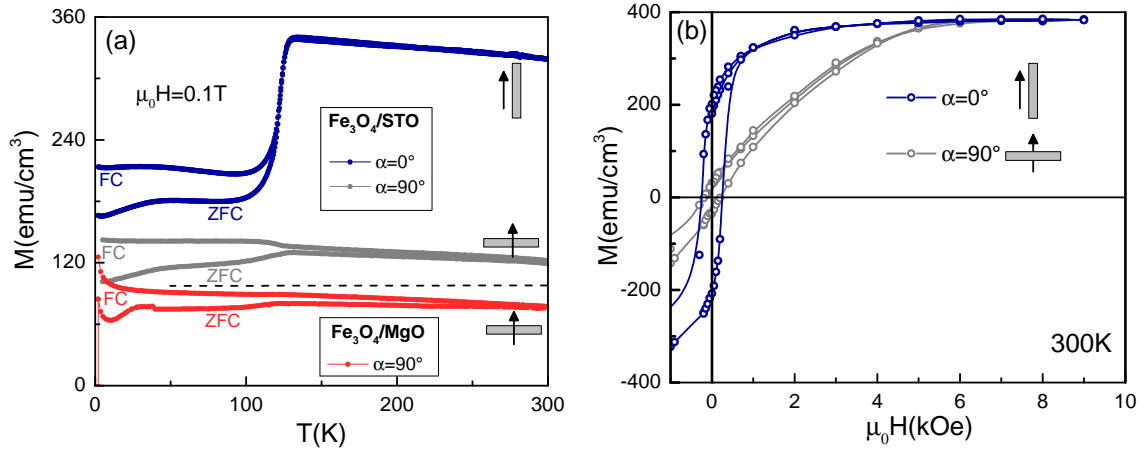 (a)
μ₀H=0.1T
Fe₃O₄/STO
α=0°
α=90°
FC
ZFC
FC
ZFC
FC
ZFC
Fe₃O₄/MgO
α=90°
M(emu/cm³)
360
240
120
0
0
100
200
300
T(K)
(b)
α=0°
α=90°
300K
M(emu/cm³)
400
200
0
-200
-400
0
2
4
6
8
10
μ₀H(kOe)